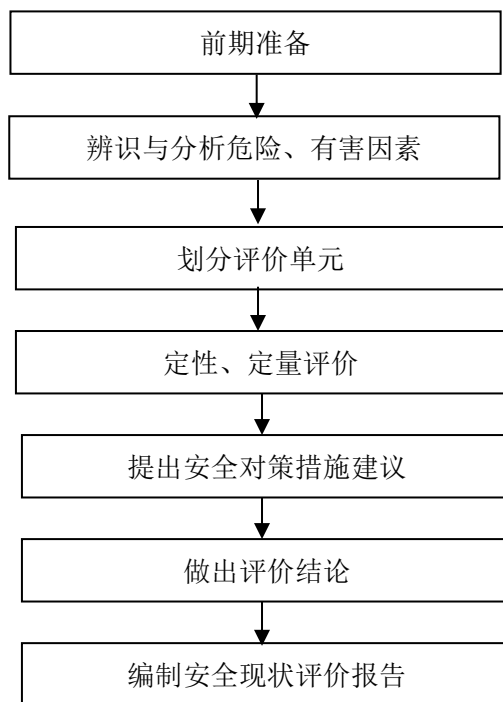 前期准备
辨识与分析危险、有害因素
划分评价单元
定性、定量评价
提出安全对策措施建议
做出评价结论
编制安全现状评价报告